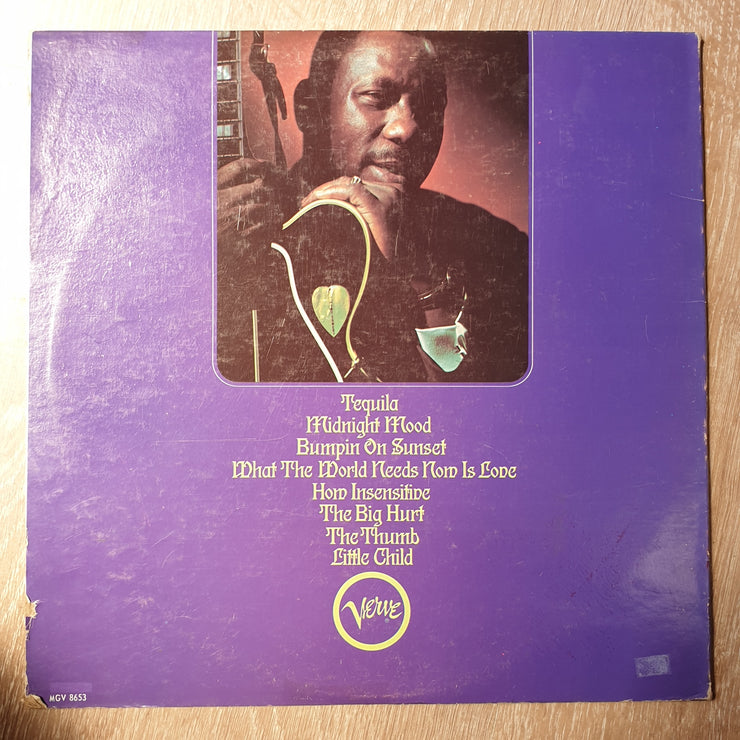 Tequila
Midnight Mood
Bumpin On Sunset
What The World Needs Now Is Love
How Insensitive
The Big Hurt
The Thumb
Little Child
Verve
MGV 8653